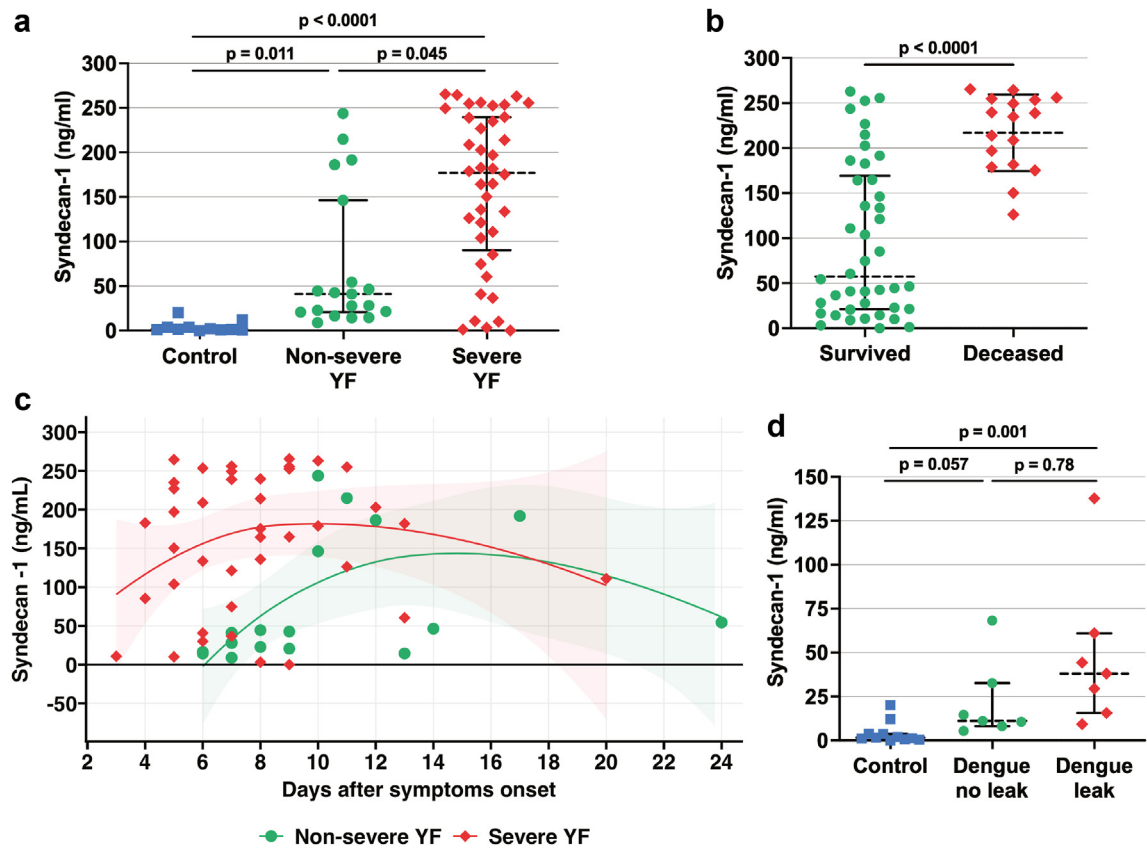 a
p < 0.0001
p = 0.011
p = 0.045
Syndecan-1 (ng/ml)
300
250
200
150
100
50
0
Control
Non-severe
YF
Severe
YF
b
p < 0.0001
Syndecan-1 (ng/ml)
300
250
200
150
100
50
0
Survived
Deceased
c
Syndecan -1 (ng/mL)
300
250
200
150
100
50
0
-50
2 4 6 8 10 12 14 16 18 20 22 24
Days after symptoms onset
Non-severe YF
Severe YF
d
p = 0.001
p = 0.057
p = 0.78
Syndecan-1 (ng/ml)
150
125
100
75
50
25
0
Control
Dengue
no leak
Dengue
leak